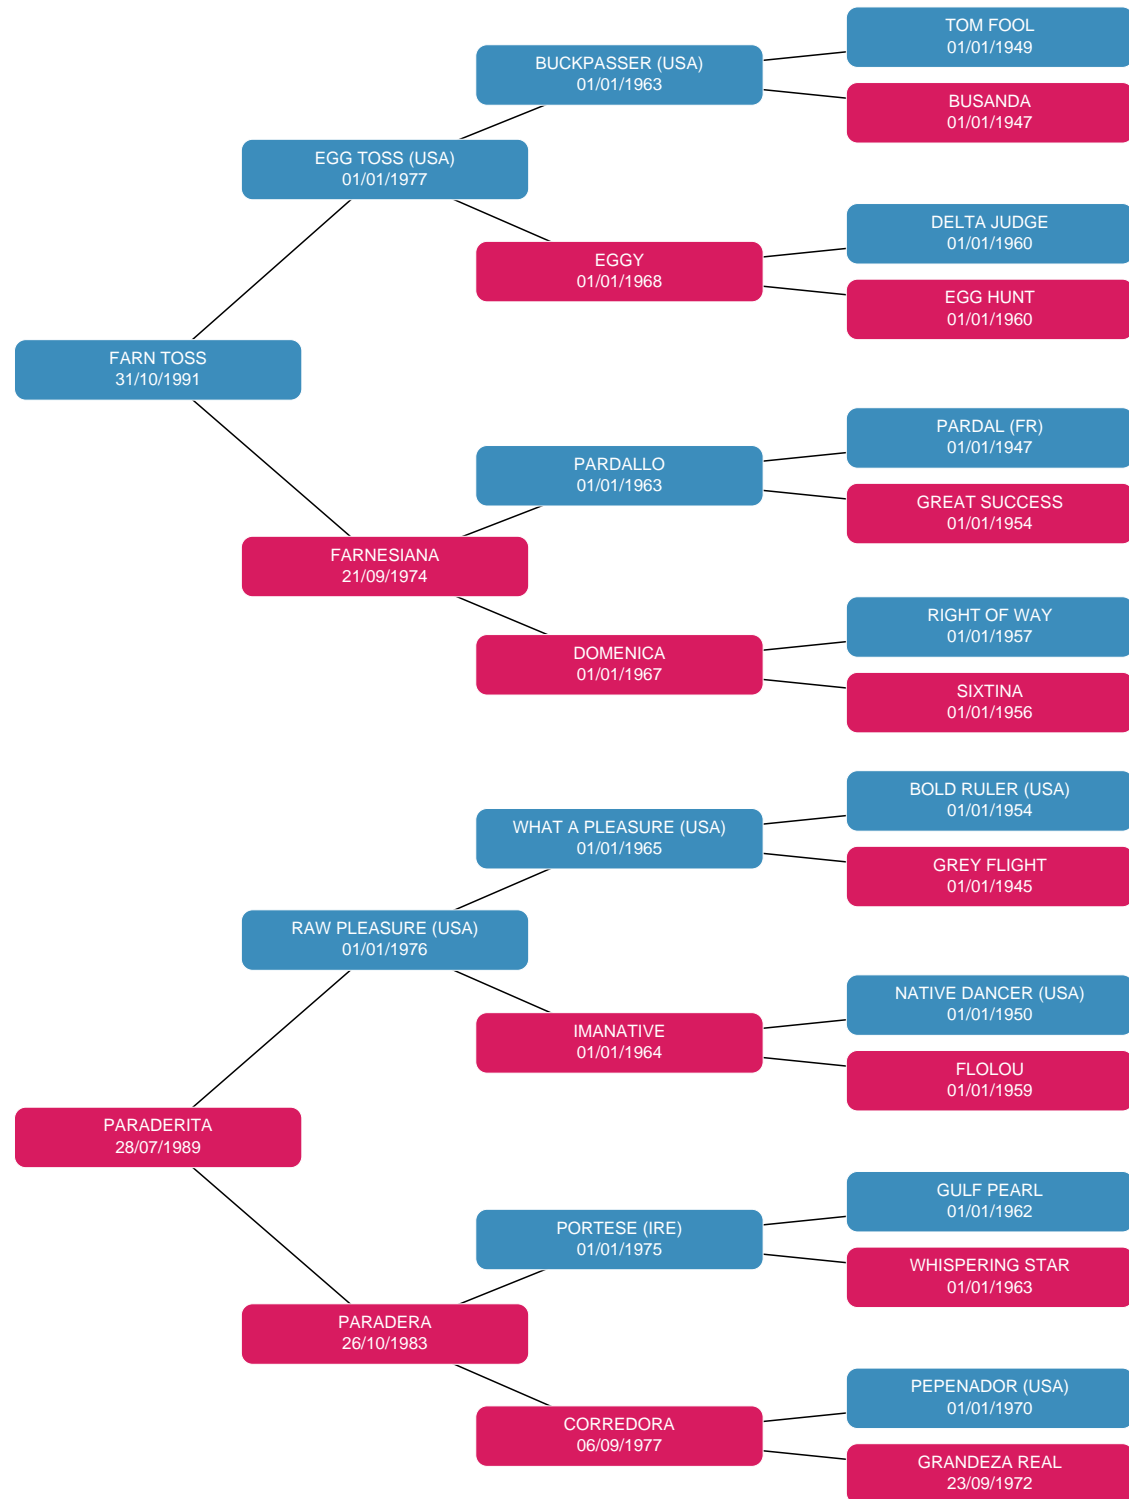 TOM FOOL
01/01/1949
BUCKPASSER (USA)
01/01/1963
BUSANDA
01/01/1947
EGG TOSS (USA)
01/01/1977
DELTA JUDGE
01/01/1960
EGGY
01/01/1968
EGG HUNT
01/01/1960
FARN TOSS
31/10/1991
PARDAL (FR)
01/01/1947
PARDALLO
01/01/1963
GREAT SUCCESS
01/01/1954
FARNESIANA
21/09/1974
RIGHT OF WAY
01/01/1957
DOMENICA
01/01/1967
SIXTINA
01/01/1956
BOLD RULER (USA)
01/01/1954
WHAT A PLEASURE (USA)
01/01/1965
GREY FLIGHT
01/01/1945
RAW PLEASURE (USA)
01/01/1976
NATIVE DANCER (USA)
01/01/1950
IMANATIVE
01/01/1964
FLOLOU
01/01/1959
PARADERITA
28/07/1989
GULF PEARL
01/01/1962
PORTESE (IRE)
01/01/1975
WHISPERING STAR
01/01/1963
PARADERA
26/10/1983
PEPENADOR (USA)
01/01/1970
CORREDORA
06/09/1977
GRANDEZA REAL
23/09/1972